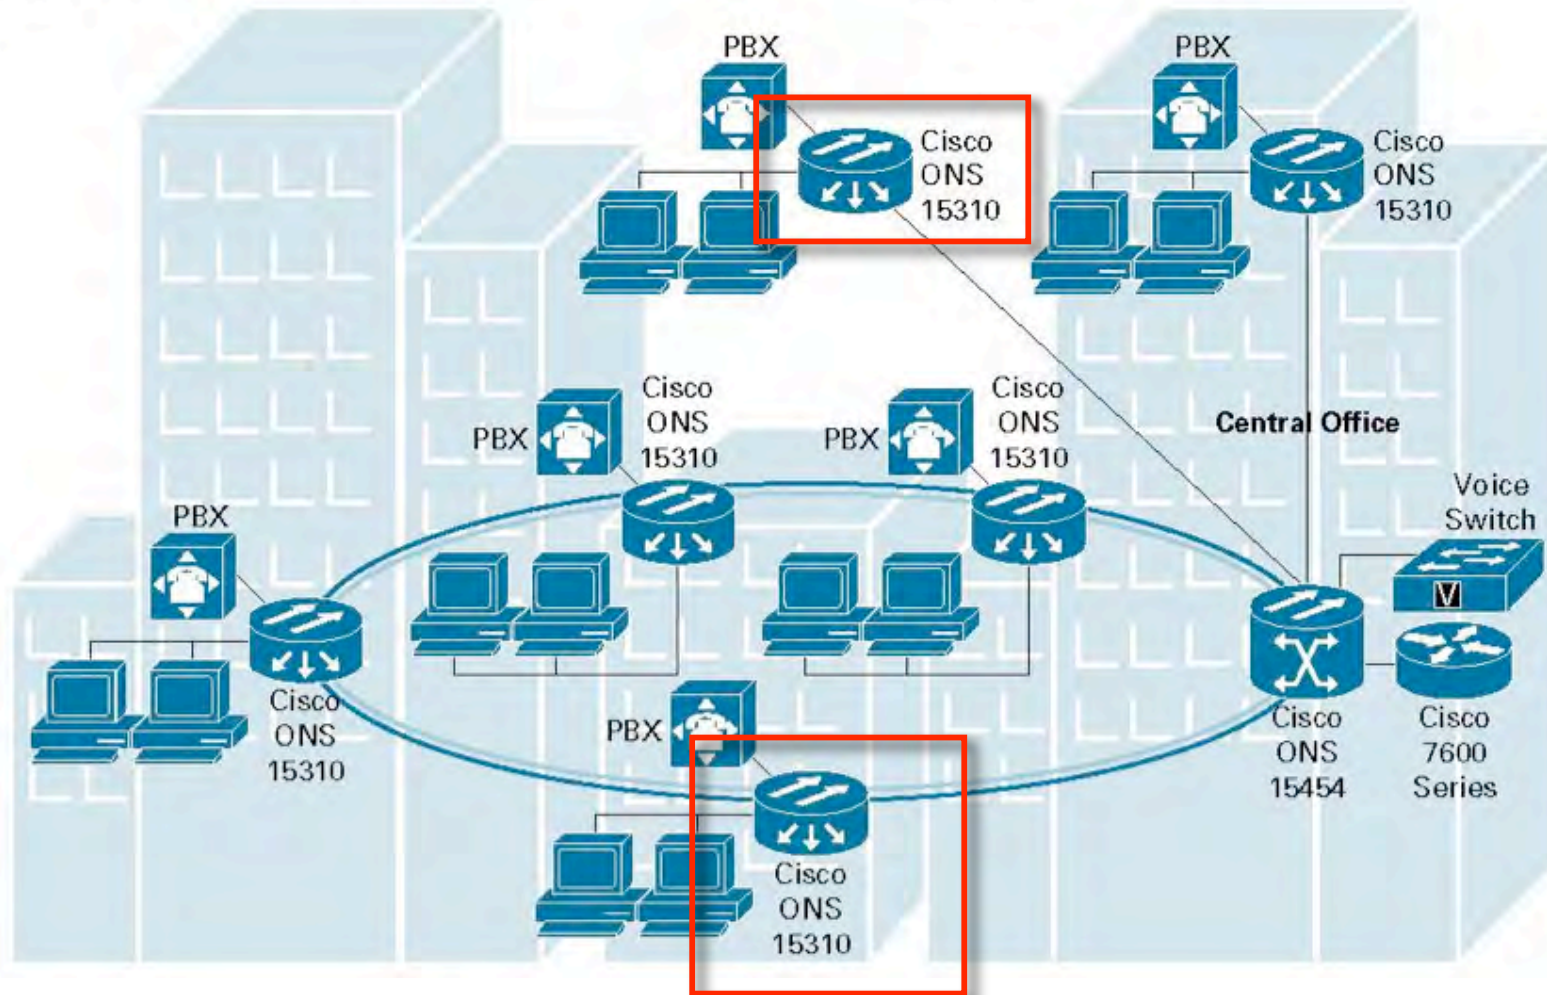 PBX
Cisco
ONS
15310
PBX
Cisco
ONS
15310
PBX
Cisco
ONS
15310
PBX
Cisco
ONS
15310
Central Office
Voice
Switch
V
PBX
Cisco
ONS
15310
PBX
Cisco
ONS
15310
Cisco
ONS
15454
Cisco
7600
Series